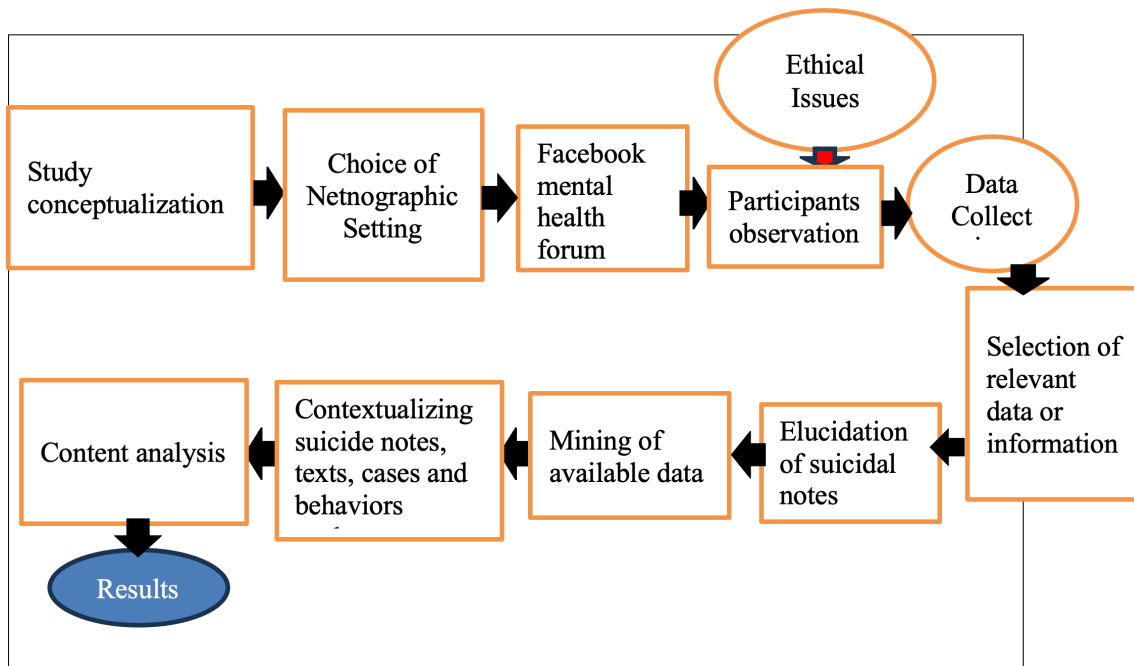 Ethical
Issues
Study
conceptualization
Choice of
Netnographic
Setting
Facebook
mental
health
forum
Participants
observation
Data
Collect
Selection of
relevant
data or
information
Elucidation
of suicidal
notes
Mining of
available data
Contextualizing
suicide notes,
texts, cases and
behaviors
Content analysis
Results